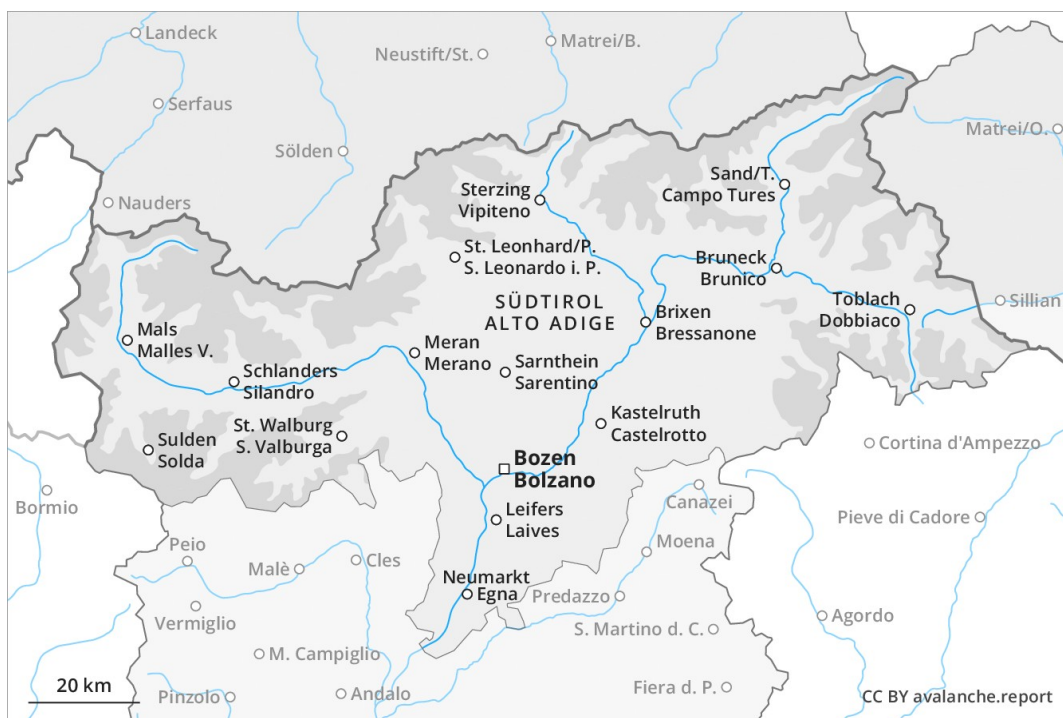 Landeck
Matrei/B.
Neustift/St.
Serfaus
Matrei/O.
Sölden
Sand/T.
Campo Tures
Sterzing
Vipiteno
Nauders
St. Leonhard/P.
S. Leonardo i. P.
Bruneck
Brunico
SÜDTIROL
ALTO ADIGE
Toblach
Dobbiaco
Sillian
Brixen
Bressanone
Mals
Malles V.
Meran
Merano
Sarnthein
Sarentino
Schlanders
Silandro
Kastelruth
Castelrotto
St. Walburg
S. Valburga
Sulden
Solda
Cortina d'Ampezzo
Bozen
Bolzano
Bormio
Canazei
Leifers
Laives
Pieve di Cadore
Peio
Moena
Malè
Cles
Neumarkt
Egna
Predazzo
Vermiglio
Agordo
S. Martino d. C.
M. Campiglio
20 km
Pinzolo
Andalo
Fiera d. P.
CC BY avalanche.report